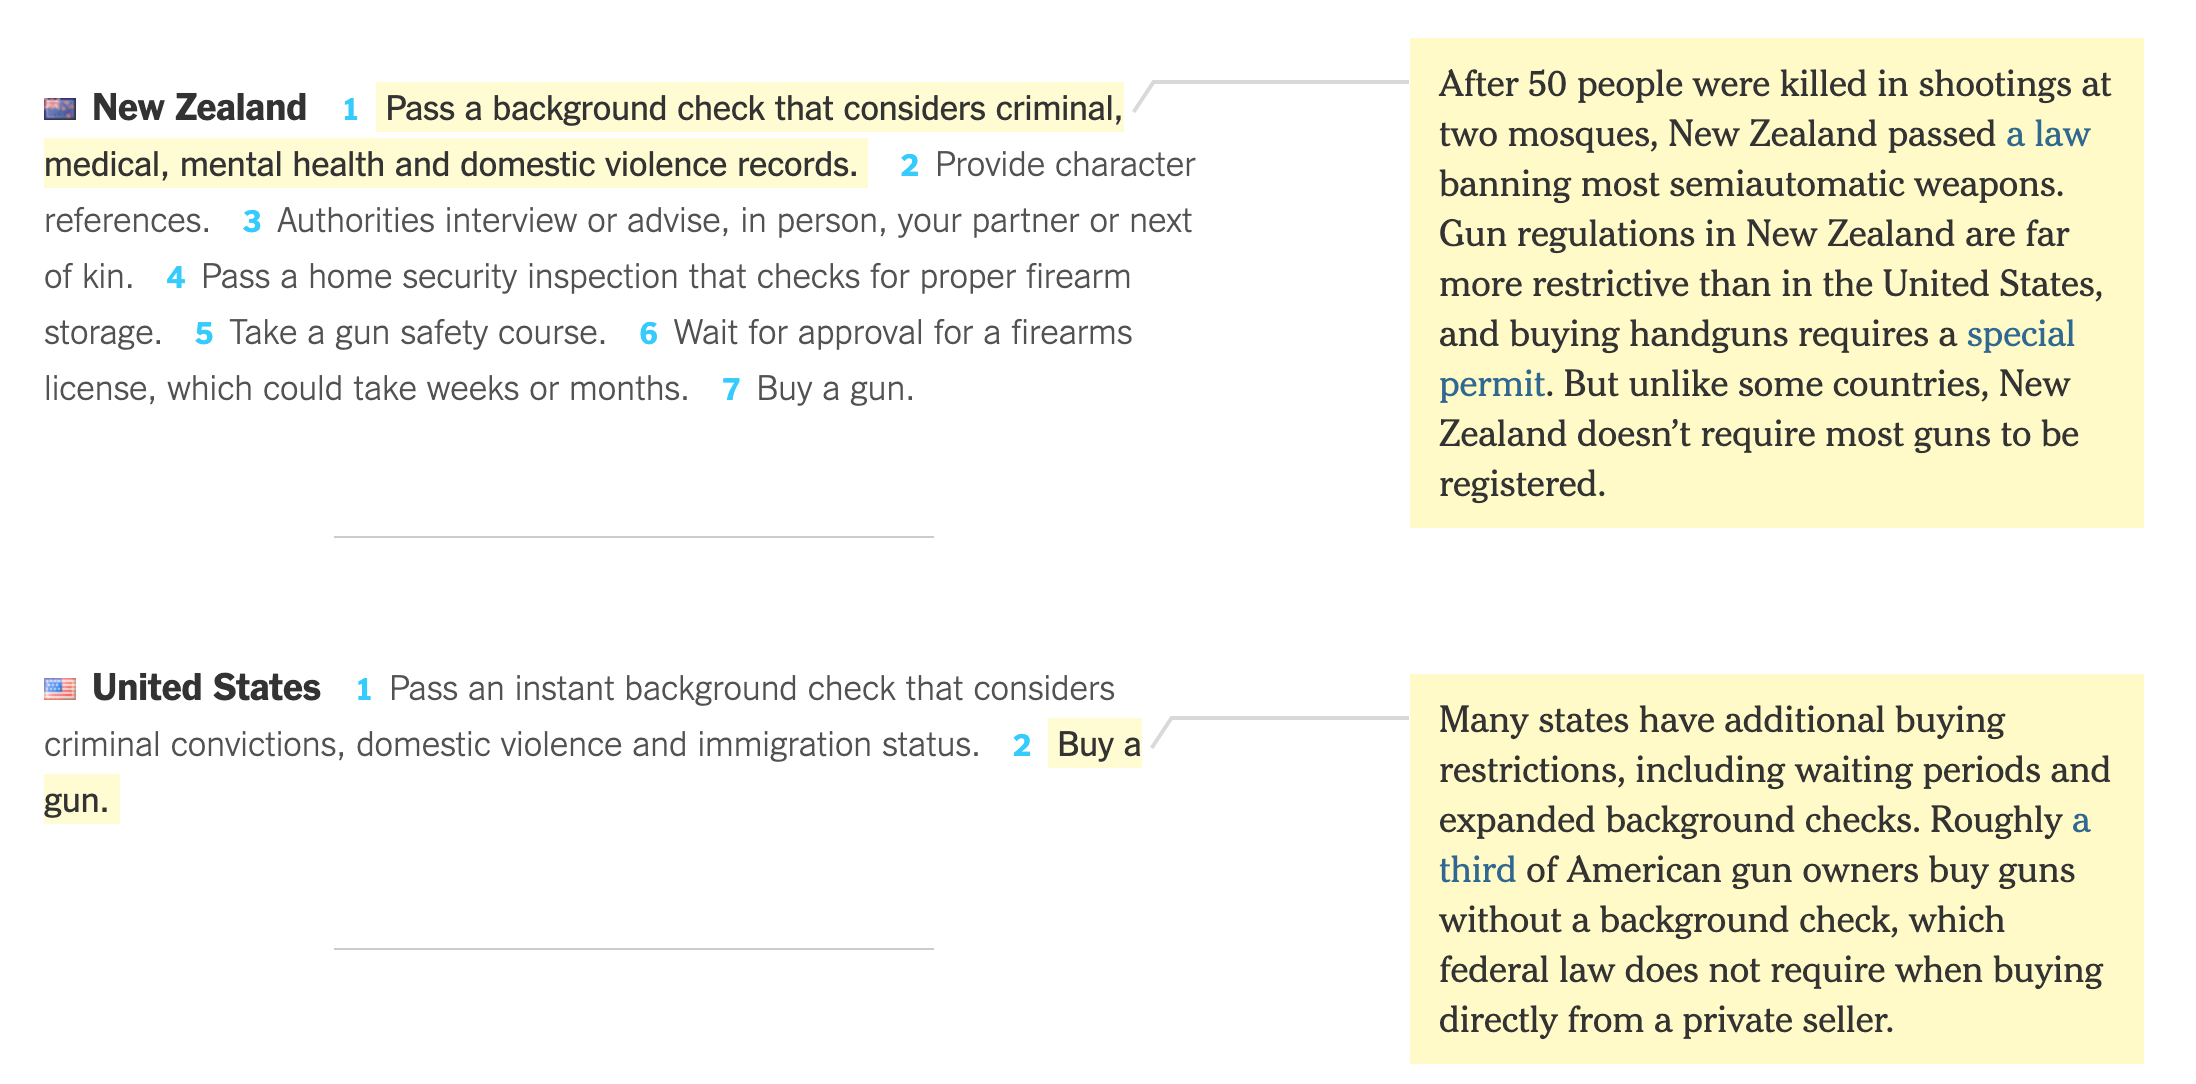 New Zealand 1 Pass a background check that considers criminal,
medical, mental health and domestic violence records. 2 Provide character
references. 3 Authorities interview or advise, in person, your partner or next
of kin. 4 Pass a home security inspection that checks for proper firearm
storage. 5 Take a gun safety course. 6 Wait for approval for a firearms
license, which could take weeks or months. 7 Buy a gun.
After 50 people were killed in shootings at
two mosques, New Zealand passed a law
banning most semiautomatic weapons.
Gun regulations in New Zealand are far
more restrictive than in the United States,
and buying handguns requires a special
permit. But unlike some countries, New
Zealand doesn’t require most guns to be
registered.
United States 1 Pass an instant background check that considers
criminal convictions, domestic violence and immigration status. 2 Buy a
gun.
Many states have additional buying
restrictions, including waiting periods and
expanded background checks. Roughly a
third of American gun owners buy guns
without a background check, which
federal law does not require when buying
directly from a private seller.